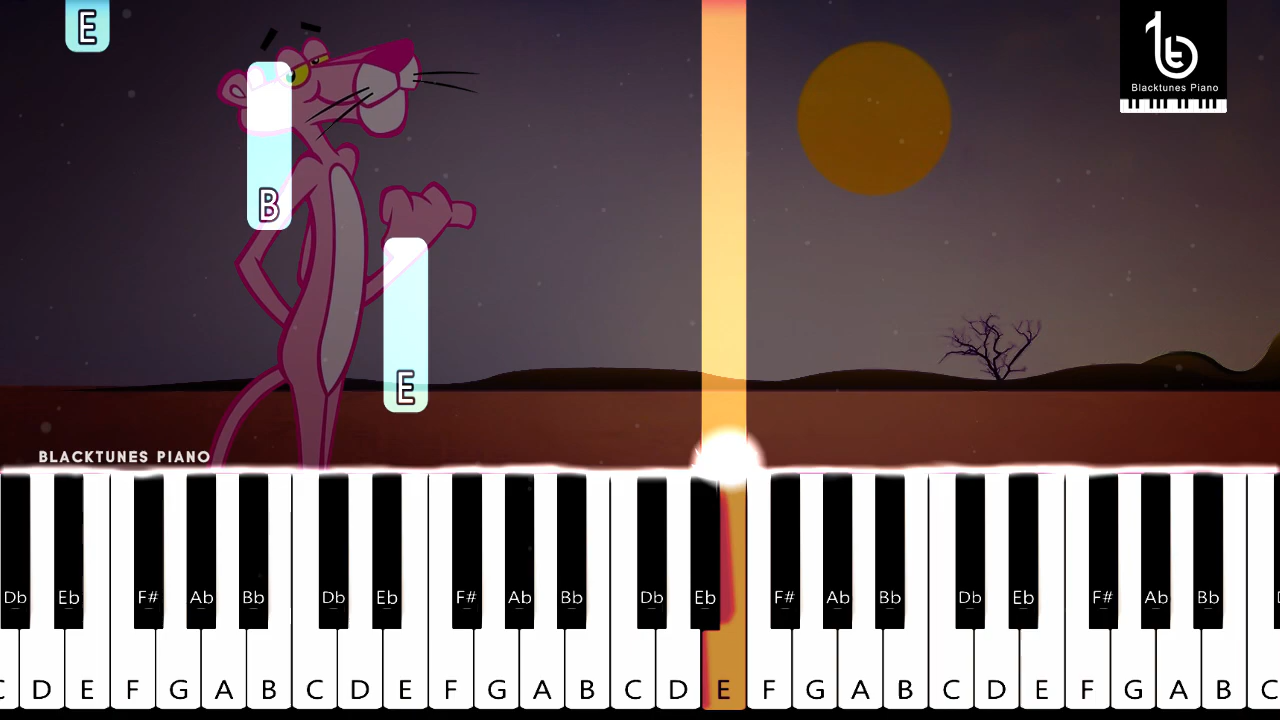 E
Blacktunes Piano
B
E
BLACKTUNES PIANO
Db Eb F# Ab Bb Db Eb F# Ab Bb Db Eb F# Ab Bb Db Eb F# Ab Bb
C D E F G A B C D E F G A B C D E F G A B C D E F G A B C